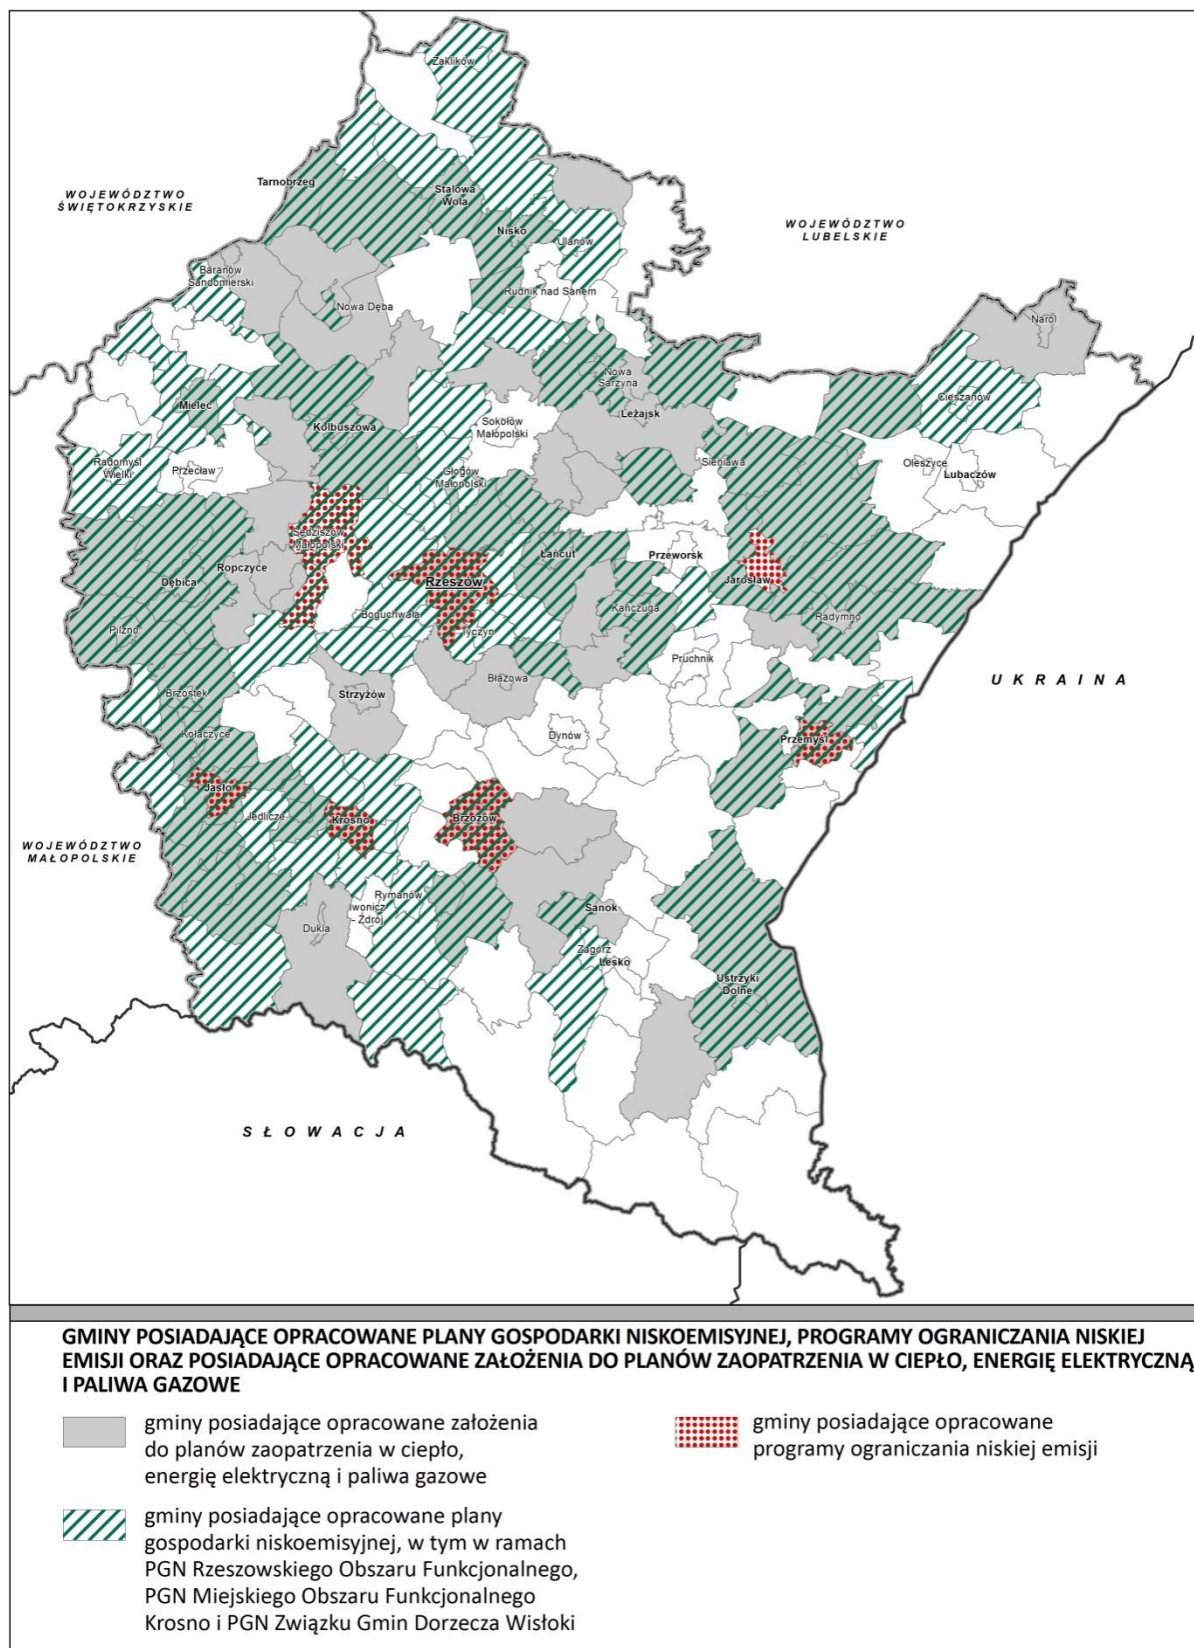 Zaklików
WOJEWÓDZTWO
ŚWIĘTOKRZYSKIE
Tarnobrzeg
Stalowa
Wola
WOJEWÓDZTWO
LUBELSKIE
Nisko
Ulanów
Baranów
Sandomierski
Nowa Dęba
Rudnik nad Sanem
Narol
Nowa
Sarzyna
Cieszanów
Mielec
Leżajsk
Kolbuszowa
Sokołów
Małopolski
Radomyśl
Wielki
Przecław
Głogów
Małopolski
Sieniawa
Oleszyce
Lubaczów
Sędziszów
Małopolski
Ropczyce
Łańcut
Przeworsk
Dębica
Rzeszów
Jarosław
Kańczuga
Boguchwała
Radymno
Pilzno
Tyczyn
Pruchnik
Błażowa
UKRAINA
Brzostek
Strzyżów
Kołaczyce
Dynów
Przemyśl
Jasło
Jedlicze
Krosno
Brzozów
WOJEWÓDZTWO
MAŁOPOLSKIE
Rymanów
Iwonicz
- Zdrój
Sanok
Dukla
Zagórz
Lesko
Ustrzyki
Dolne
SŁOWACJA
GMINY POSIADAJĄCE OPRACOWANE PLANY GOSPODARKI NISKOEMISYJNEJ, PROGRAMY OGRANICZANIA NISKIEJ
EMISJI ORAZ POSIADAJĄCE OPRACOWANE ZAŁOŻENIA DO PLANÓW ZAOPATRZENIA W CIEPŁO, ENERGIĘ ELEKTRYCZNĄ
I PALIWA GAZOWE
gminy posiadające opracowane założenia
do planów zaopatrzenia w ciepło,
energię elektryczną i paliwa gazowe
gminy posiadające opracowane
programy ograniczania niskiej emisji
gminy posiadające opracowane plany
gospodarki niskoemisyjnej, w tym w ramach
PGN Rzeszowskiego Obszaru Funkcjonalnego,
PGN Miejskiego Obszaru Funkcjonalnego
Krosno i PGN Związku Gmin Dorzecza Wisłoki